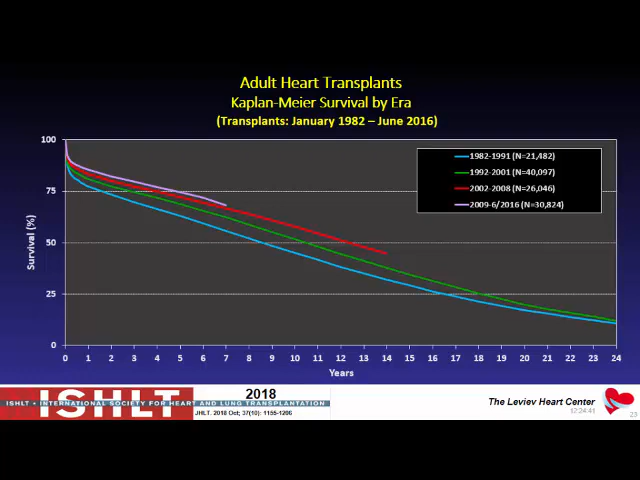 Adult Heart Transplants
Kaplan-Meier Survival by Era
(Transplants: January 1982 – June 2016)
100
75
50
25
0
Survival (%)
1982-1991 (N=21,482)
1992-2001 (N=40,097)
2002-2008 (N=26,046)
2009-6/2016 (N=30,824)
0 1 2 3 4 5 6 7 8 9 10 11 12 13 14 15 16 17 18 19 20 21 22 23 24
Years
ISHLT
ISHLT • INTERNATIONAL SOCIETY FOR HEART AND LUNG TRANSPLANTATION
2018
JHLT. 2018 Oct; 37(10): 1155-1206
The Leviev Heart Center
12:24:41
23